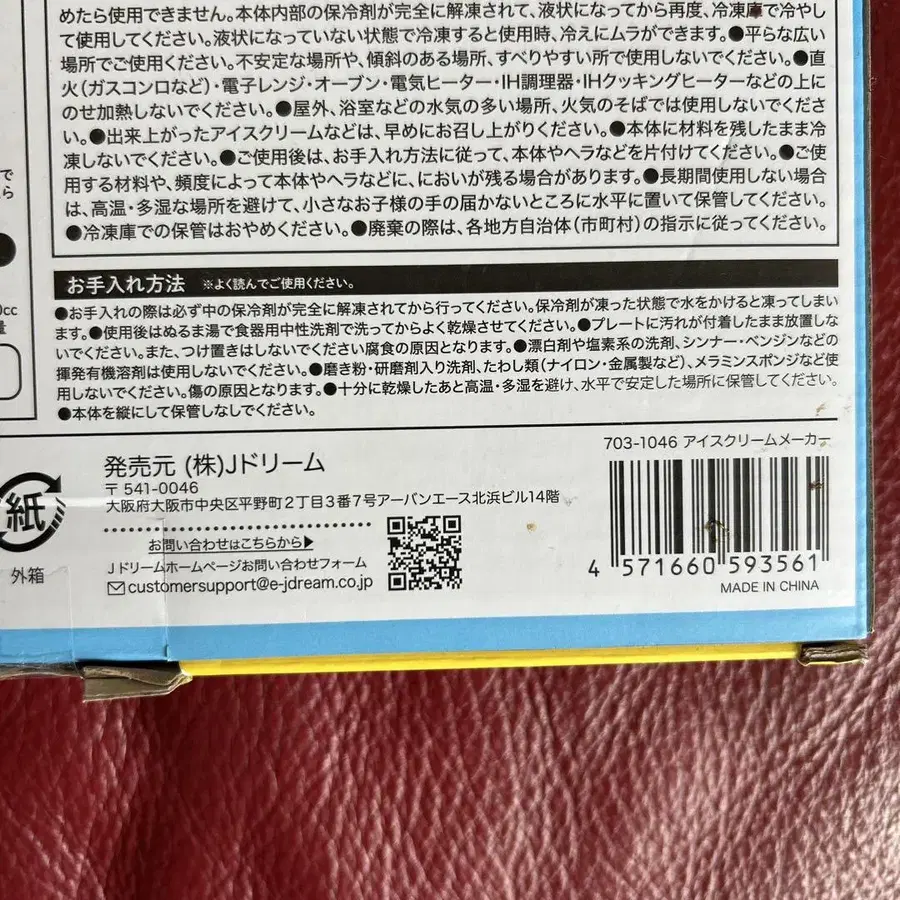 めたら使用できません。本体内部の保冷剤が完全に解凍されて、液状になってから再度、冷凍庫で冷やし
て使用してください。液状になっていない状態で冷凍すると使用時、冷えにムラができます。●平らな広い
場所でご使用ください。不安定な場所や、傾斜のある場所、すべりやすい所で使用しないでください。●直
火(ガスコンロなど)・電子レンジ・オーブン・電気ヒーター・IH調理器・IHクッキングヒーターなどの上に
のせ加熱しないでください。●屋外、浴室などの水気の多い場所、火気のそばでは使用しないでくださ
い。●出来上がったアイスクリームなどは、早めにお召し上がりください。●本体に材料を残したまま冷
凍しないでください。●ご使用後は、お手入れ方法に従って、本体やヘラなどを片付けてください。●ご使
用する材料や、頻度によって本体やヘラなどに、においが残る場合があります。●長期間使用しない場合
は、高温・多湿な場所を避けて、小さなお子様の手の届かないところに水平に置いて保管してください。
●冷凍庫での保管はおやめください。●廃棄の際は、各地方自治体(市町村)の指示に従ってください。
お手入れ方法 ※よく読んでご使用ください。
●お手入れの際は必ず中の保冷剤が完全に解凍されてから行ってください。保冷剤が凍った状態で水をかけると凍ってしまい
ます。●使用後はぬるま湯で食器用中性洗剤で洗ってからよく乾燥させてください。●プレートに汚れが付着したまま放置しな
いでください。また、つけ置きはしないでください腐食の原因となります。●漂白剤や塩素系の洗剤、シンナー・ベンジンなどの
揮発有機溶剤は使用しないでください。●磨き粉・研磨剤入り洗剤、たわし類(ナイロン・金属製など)、メラミンスポンジなど使
用しないでください。傷の原因となります。●十分に乾燥したあと高温・多湿を避け、水平で安定した場所に保管してください。
●本体を縦にして保管しなしでください。
で
cc
量
紙
外箱
発売元 (株)Jドリーム
〒541-0046
大阪府大阪市中央区平野町2丁目3番7号アーバンエース北浜ビル14階
お問い合わせはこちらから▶
Jドリームホームページお問い合わせフォーム
customersupport@e-jdream.co.jp
703-1046 アイスクリームメーカー
4 571660 593561
MADE IN CHINA